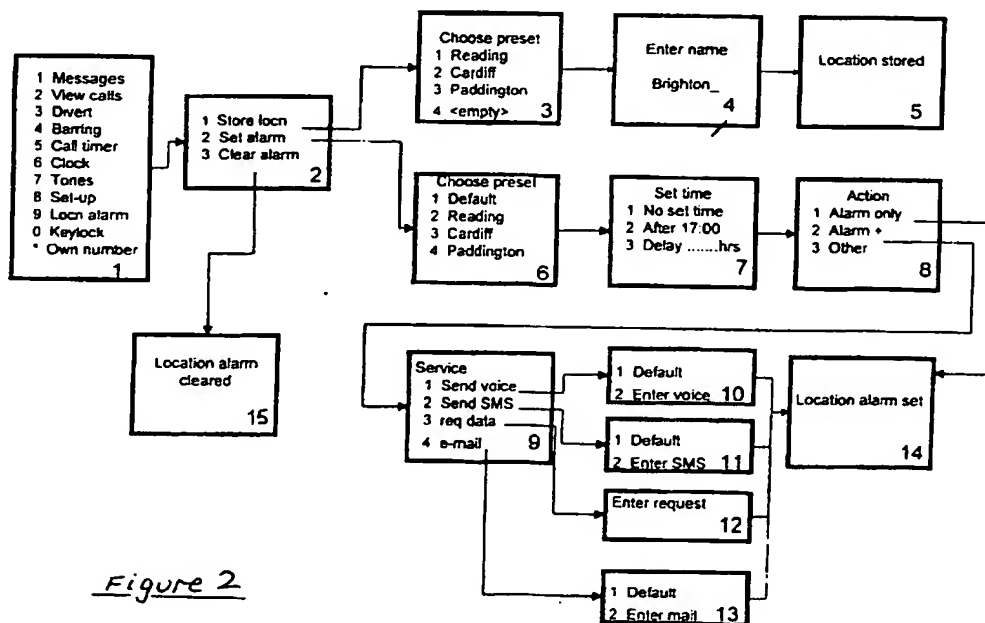 1 Messages
2 View calls
3 Divert
4 Barring
5 Call timer
6 Clock
7 Tones
8 Set-up
9 Locn alarm
0 Keylock
* Own number
1
1 Store locn
2 Set alarm
3 Clear alarm
2
Choose preset
1 Reading
2 Cardiff
3 Paddington
4 <empty>
3
Enter name
Brighton_
4
Location stored
5
Choose preset
1 Default
2 Reading
3 Cardiff
4 Paddington
6
Set time
1 No set time
2 After 17:00
3 Delay .......hrs
7
Action
1 Alarm only
2 Alarm +
3 Other
8
Service
1 Send voice
2 Send SMS
3 req data
4 e-mail
9
1 Default
2 Enter voice
10
1 Default
2 Enter SMS
11
Enter request
12
1 Default
2 Enter mail
13
Location alarm set
14
Location alarm
cleared
15
Figure 2